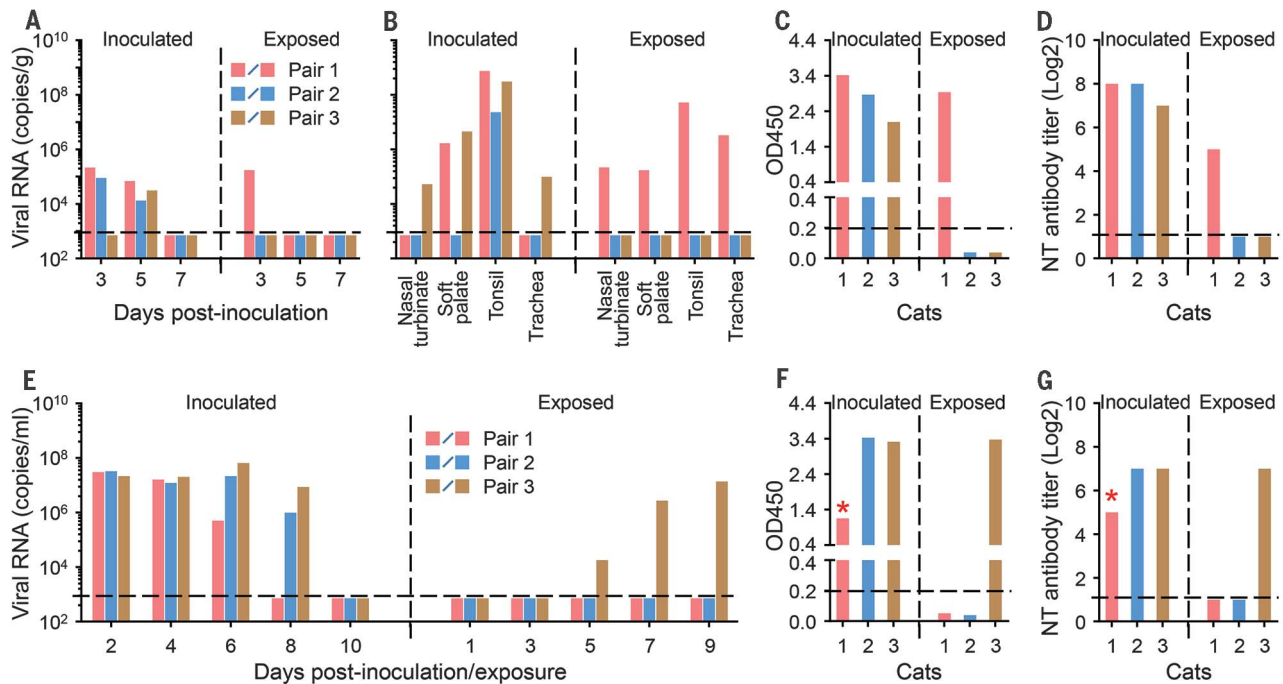 A
Viral RNA (copies/g)
10^10
10^8
10^6
10^4
10^2
Inoculated
Exposed
Pair 1
Pair 2
Pair 3
3 5 7 3 5 7
Days post-inoculation
B
Inoculated
Exposed
Nasal
turbinate
Soft
palate
Tonsil
Trachea
Nasal
turbinate
Soft
palate
Tonsil
Trachea
C
OD450
4.4
3.4
2.4
1.4
0.4
0.4
0.2
0.0
Inoculated
Exposed
1 2 3 1 2 3
Cats
D
NT antibody titer (Log2)
10
8
6
4
2
0
Inoculated
Exposed
1 2 3 1 2 3
Cats
E
Viral RNA (copies/ml)
10^10
10^8
10^6
10^4
10^2
Inoculated
Exposed
Pair 1
Pair 2
Pair 3
2 4 6 8 10 1 3 5 7 9
Days post-inoculation/exposure
F
OD450
4.4
3.4
2.4
1.4
0.4
0.4
0.2
0.0
Inoculated
Exposed
*
1 2 3 1 2 3
Cats
G
NT antibody titer (Log2)
10
8
6
4
2
0
Inoculated
Exposed
*
1 2 3 1 2 3
Cats